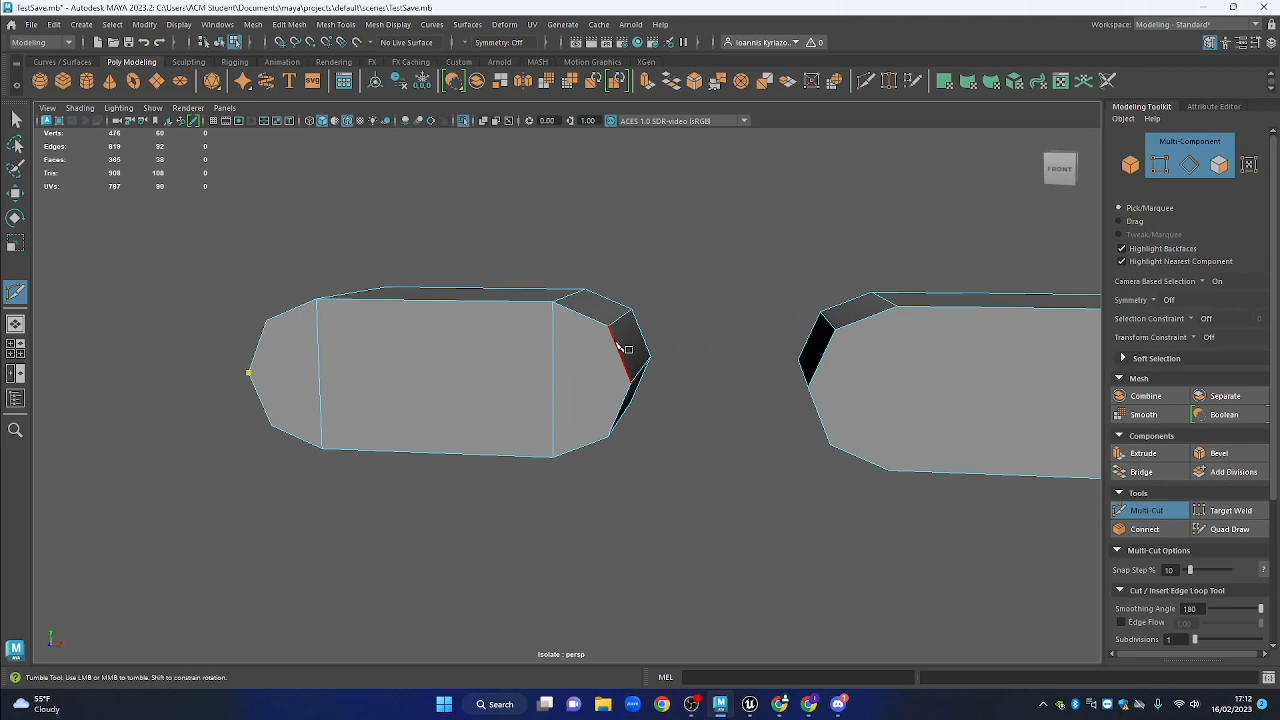 TestSave.mb* - Autodesk MAYA 2023.2: C:\Users\ACM Student\Documents\maya\projects\default\scenes\TestSave.mb
File Edit Create Select Modify Display Windows Mesh Edit Mesh Mesh Tools Mesh Display Curves Surfaces Deform UV Generate Cache Arnold Help
Workspace: Modeling - Standard*
Modeling
No Live Surface
Symmetry: Off
Ioannis Kyriazo..
0
Curves / Surfaces Poly Modeling Sculpting Rigging Animation Rendering FX FX Caching Custom Arnold MASH Motion Graphics XGen
SVG
View Shading Lighting Show Renderer Panels
0.00
1.00
ACES 1.0 SDR-video (sRGB)
Verts: 476 60 0
Edges: 819 92 0
Faces: 365 38 0
Tris: 908 108 0
UVs: 787 90 0
FRONT
Isolate : persp
Modeling Toolkit Attribute Editor
Object Help
Multi-Component
Pick/Marquee
Drag
Tweak/Marquee
Highlight Backfaces
Highlight Nearest Component
Camera Based Selection On
Symmetry Off
Selection Constraint Off 0
Transform Constraint Off
Soft Selection
Mesh
Combine Separate
Smooth Boolean
Components
Extrude Bevel
Bridge Add Divisions
Tools
Multi-Cut Target Weld
Connect Quad Draw
Multi-Cut Options
Snap Step % 10 ?
Cut / Insert Edge Loop Tool
Smoothing Angle 180
Edge Flow 1.00
Subdivisions 1
Tumble Tool: Use LMB or MMB to tumble. Shift to constrain rotation.
MEL
55°F
Cloudy
Search
zoom
17:12
16/02/2023